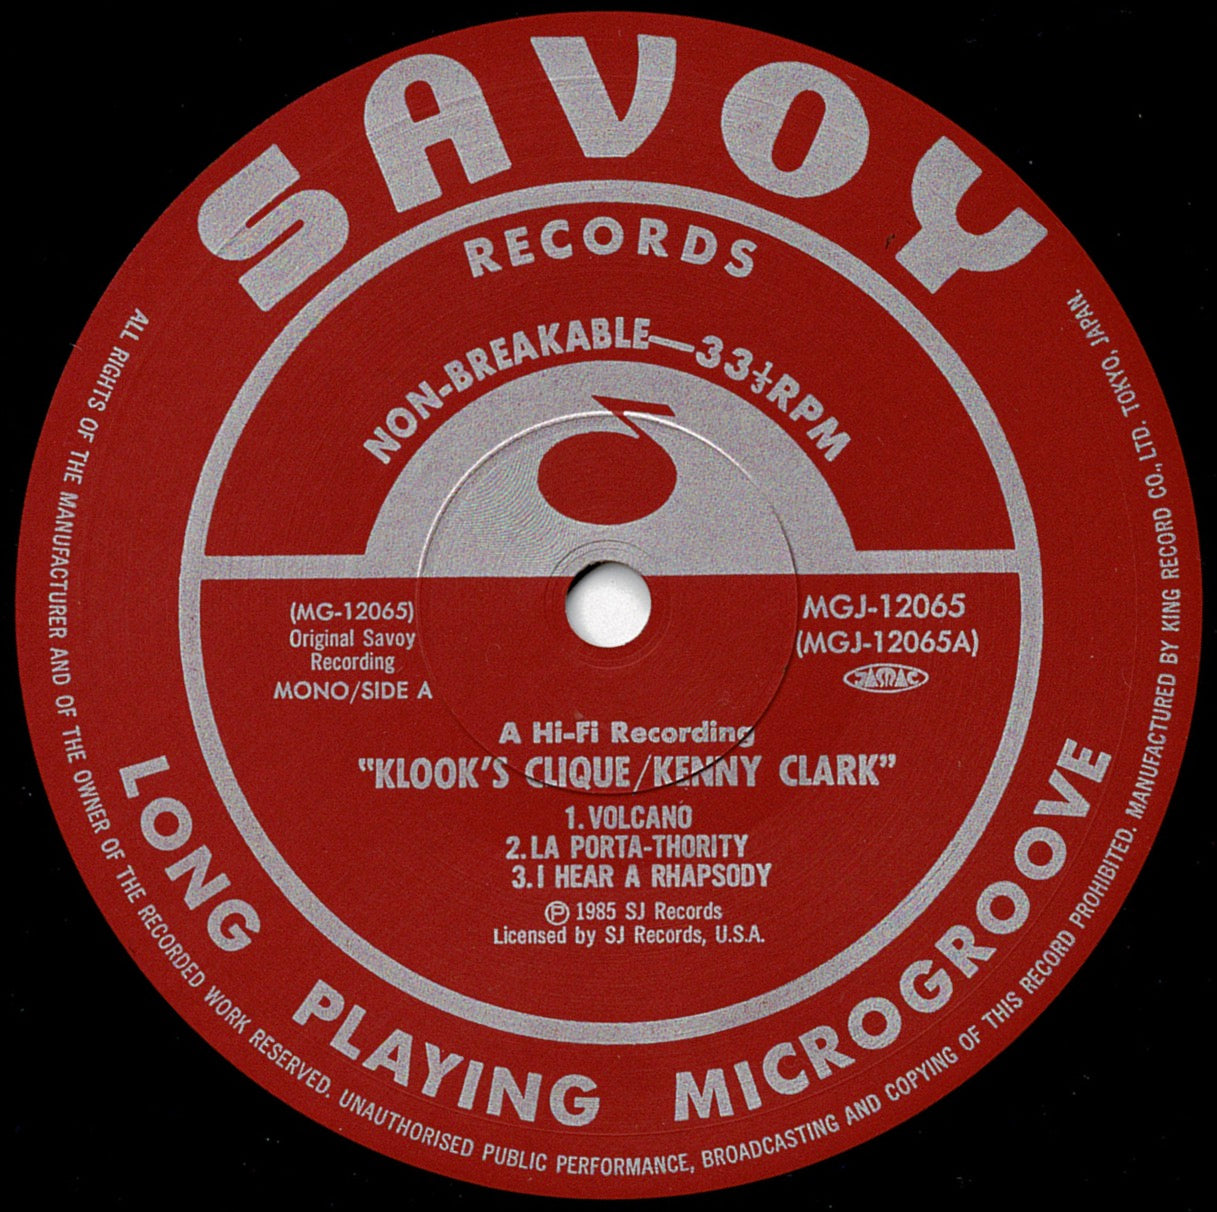 SAVOY
RECORDS
NON-BREAKABLE—33⅓RPM
(MG-12065)
Original Savoy
Recording
MONO/SIDE A
MGJ-12065
(MGJ-12065A)
JASRAC
A Hi-Fi Recording
“KLOOK'S CLIQUE/KENNY CLARK”
1.VOLCANO
2.LA PORTA-THORITY
3.I HEAR A RHAPSODY
Ⓟ 1985 SJ Records
Licensed by SJ Records, U.S.A.
LONG PLAYING MICROGROOVE
ALL RIGHTS OF THE MANUFACTURER AND OF THE OWNER OF THE RECORDED WORK RESERVED. UNAUTHORISED PUBLIC PERFORMANCE, BROADCASTING AND COPYING OF THIS RECORD PROHIBITED. MANUFACTURED BY KING RECORD CO., LTD. TOKYO, JAPAN.